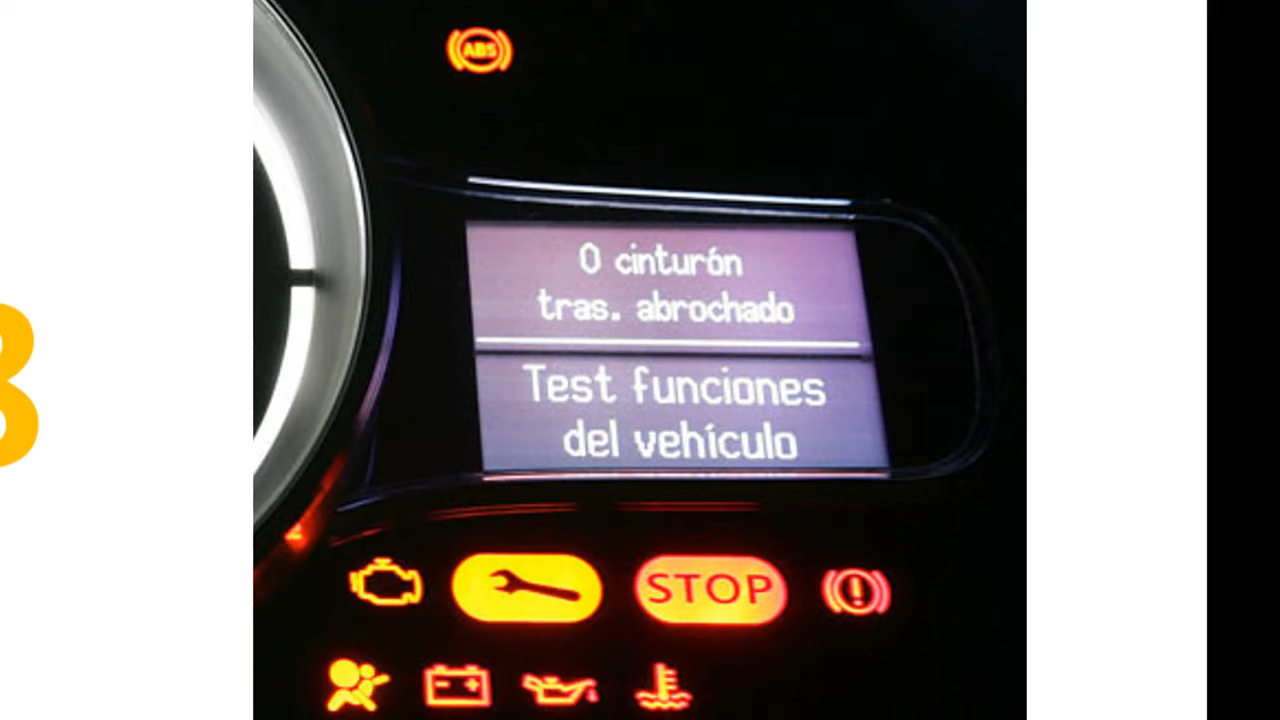 ABS
0 cinturón
tras. abrochado
Test funciones
del vehículo
STOP